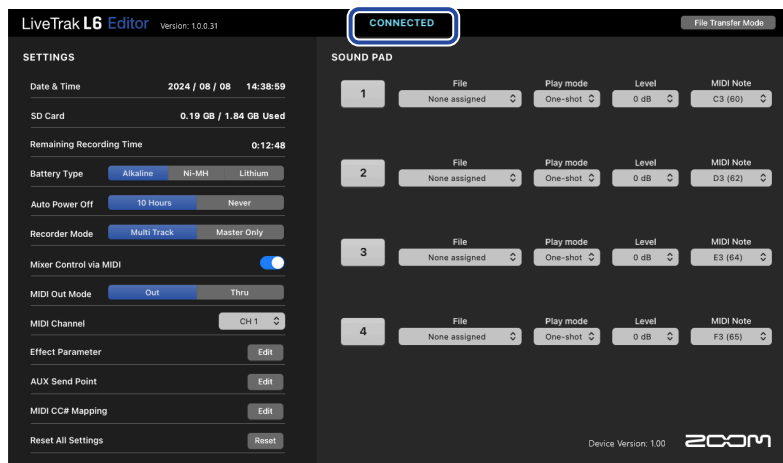 LiveTrak L6 Editor Version: 1.0.0.31
CONNECTED
File Transfer Mode
SETTINGS
Date & Time 2024 / 08 / 08 14:38:59
SD Card 0.19 GB / 1.84 GB Used
Remaining Recording Time 0:12:48
Battery Type Alkaline Ni-MH Lithium
Auto Power Off 10 Hours Never
Recorder Mode Multi Track Master Only
Mixer Control via MIDI
MIDI Out Mode Out Thru
MIDI Channel CH 1
Effect Parameter Edit
AUX Send Point Edit
MIDI CC# Mapping Edit
Reset All Settings Reset
SOUND PAD
File Play mode Level MIDI Note
1 None assigned One-shot 0 dB C3 (60)
File Play mode Level MIDI Note
2 None assigned One-shot 0 dB D3 (62)
File Play mode Level MIDI Note
3 None assigned One-shot 0 dB E3 (64)
File Play mode Level MIDI Note
4 None assigned One-shot 0 dB F3 (65)
Device Version: 1.00 ZOOM